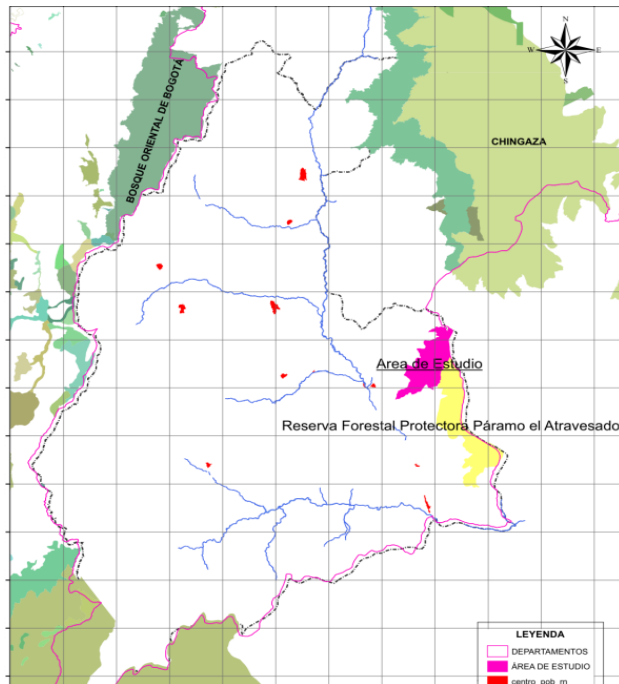 N
W
E
S
BOSQUE ORIENTAL DE BOGOTÁ
CHINGAZA
Area de Estudio
Reserva Forestal Protectora Páramo el Atravesado
LEYENDA
DEPARTAMENTOS
ÁREA DE ESTUDIO
centro_pob_m